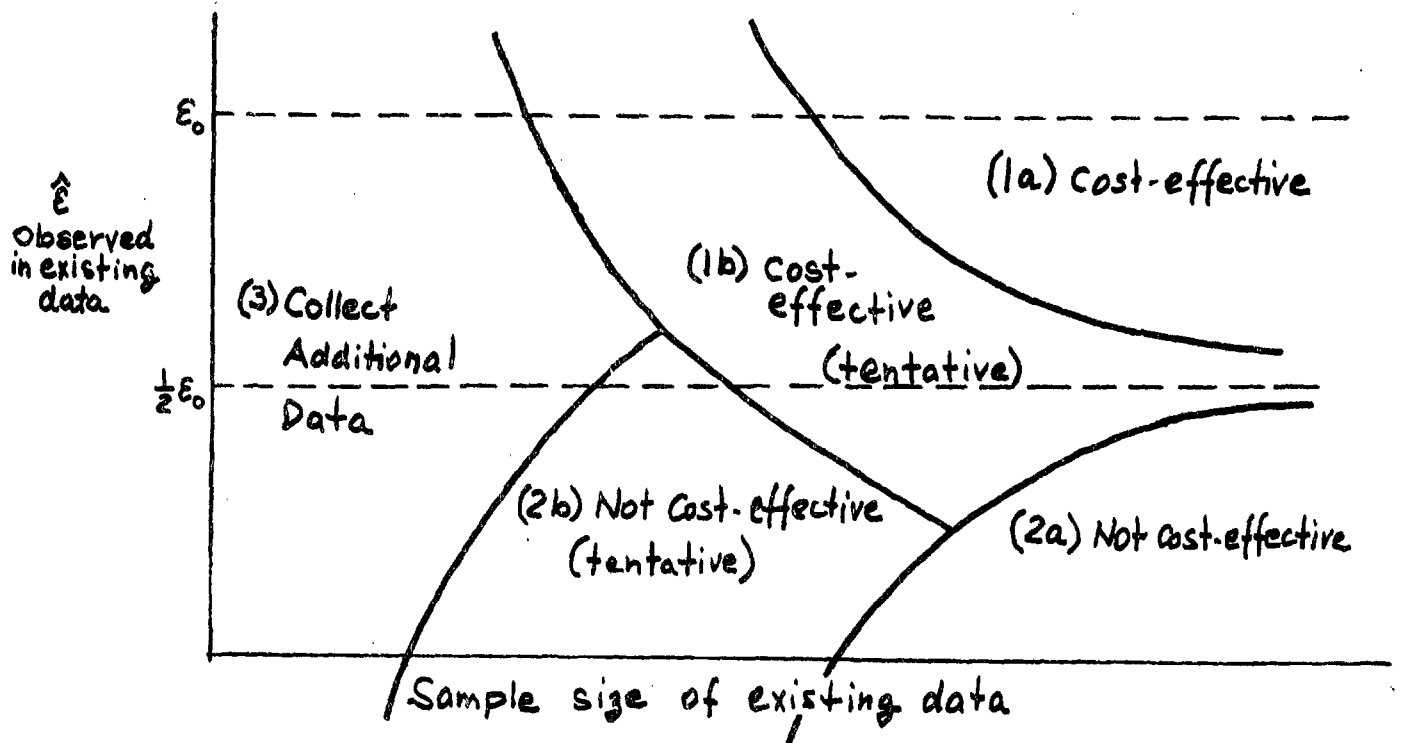 ε₀
(1a) Cost-effective
ε̂
Observed
in existing
data
(1b) Cost-
effective
(tentative)
(3) Collect
Additional
Data
½ε₀
(2b) Not Cost-effective
(tentative)
(2a) Not cost-effective
Sample size of existing data